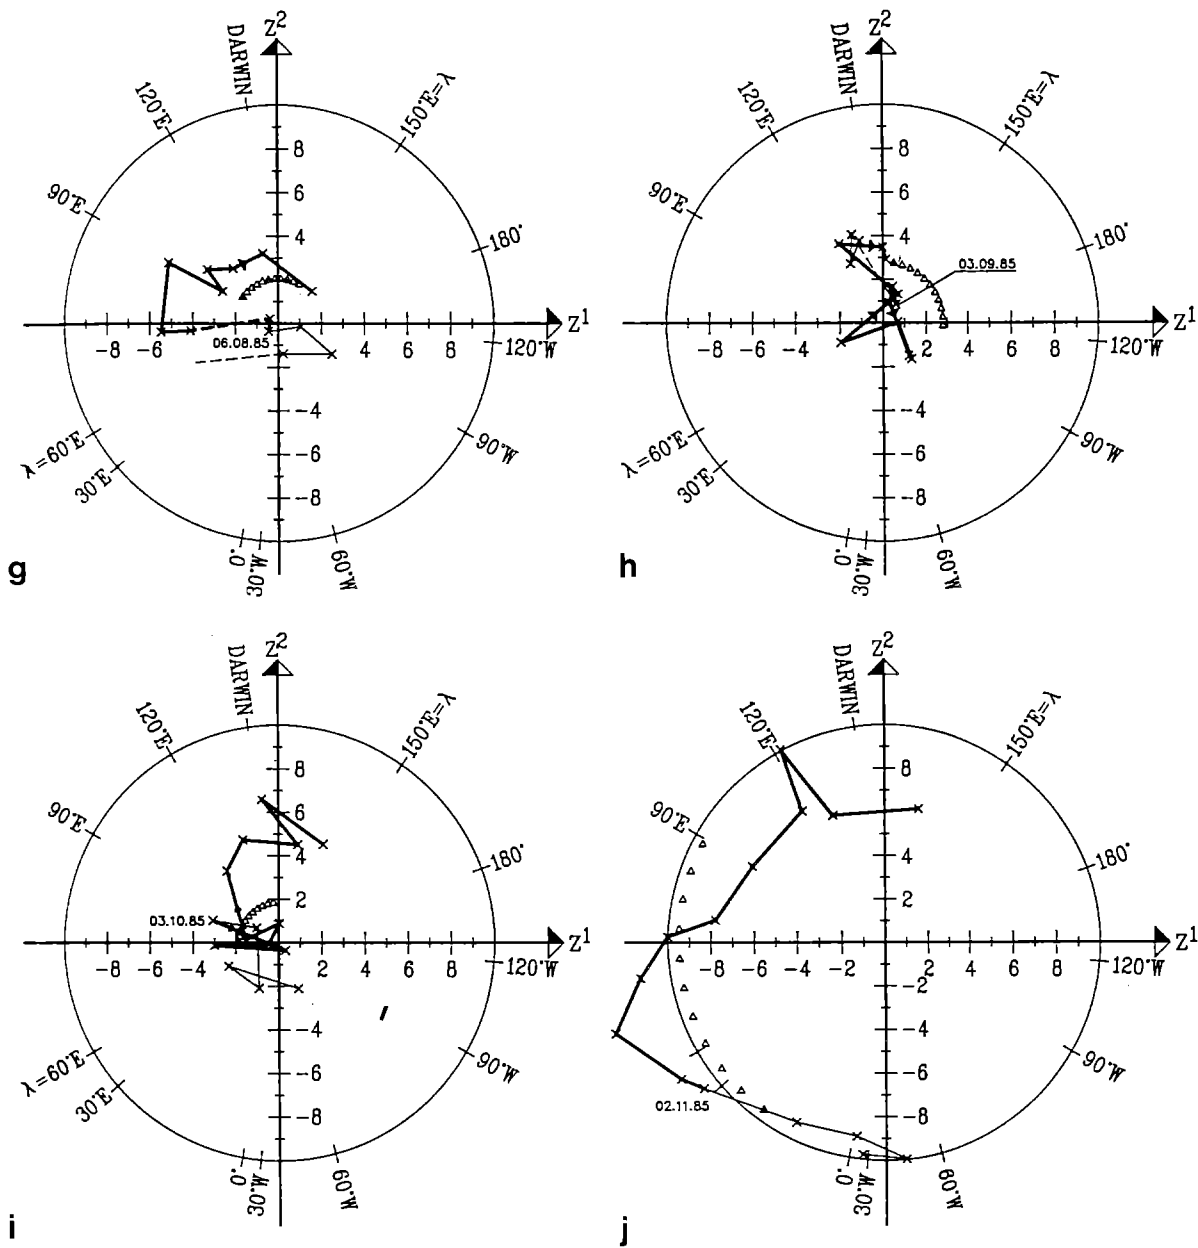 Z²
DARWIN
120°E
150°E=λ
90°E
8
6
4
180°
Z¹
-8 -6
06.08.85
4 6 8
120°W
-4
-6
-8
λ=60°E
30°E
90°W
0°
30°W
60°W
g
Z²
DARWIN
120°E
150°E=λ
90°E
8
6
4
180°
03.09.85
Z¹
-8 -6 -4
2 4 6 8
120°W
-4
-6
-8
λ=60°E
30°E
90°W
0°
30°W
60°W
h
Z²
DARWIN
120°E
150°E=λ
90°E
8
6
4
2
180°
03.10.85
Z¹
-8 -6 -4
2 4 6 8
120°W
-4
-6
-8
λ=60°E
30°E
90°W
0°
30°W
60°W
i
Z²
DARWIN
120°E
150°E=λ
90°E
8
6
4
2
180°
Z¹
-8 -6 -4 -2
2 4 6 8
120°W
-2
-4
-6
-8
90°W
02.11.85
0°
30°W
60°W
j